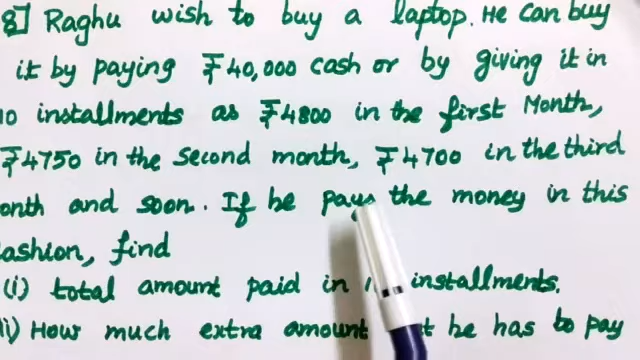 8] Raghu wish to buy a laptop. He can buy
it by paying ₹40,000 cash or by giving it in
10 installments as ₹4800 in the first Month,
₹4750 in the second month, ₹4700 in the third
onth and soon. If he pays the money in this
ashion, find
(i) total amount paid in installments.
ii) How much extra amount he has to pay